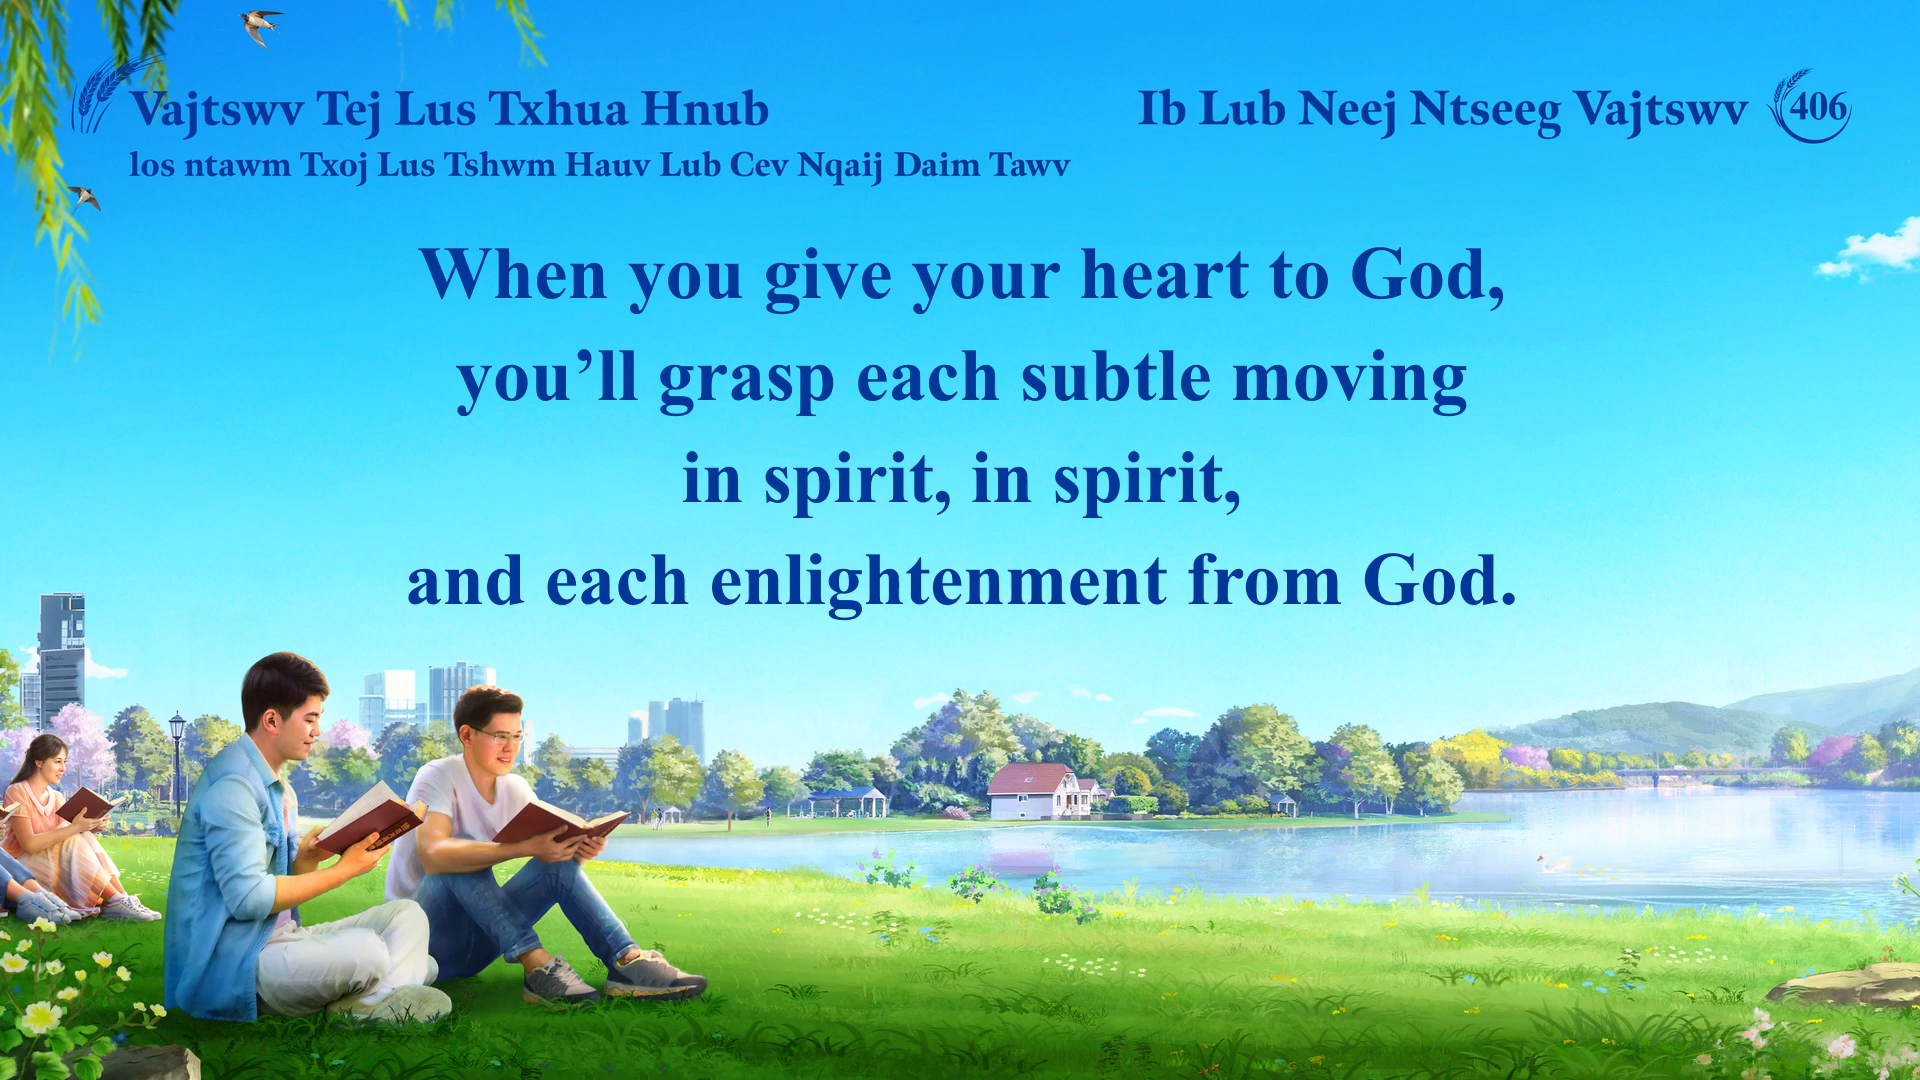 Vajtswv Tej Lus Txhua Hnub
los ntawm Txoj Lus Tshwm Hauv Lub Cev Nqaij Daim Tawv
Ib Lub Neej Ntseeg Vajtswv 406
When you give your heart to God,
you’ll grasp each subtle moving
in spirit, in spirit,
and each enlightenment from God.